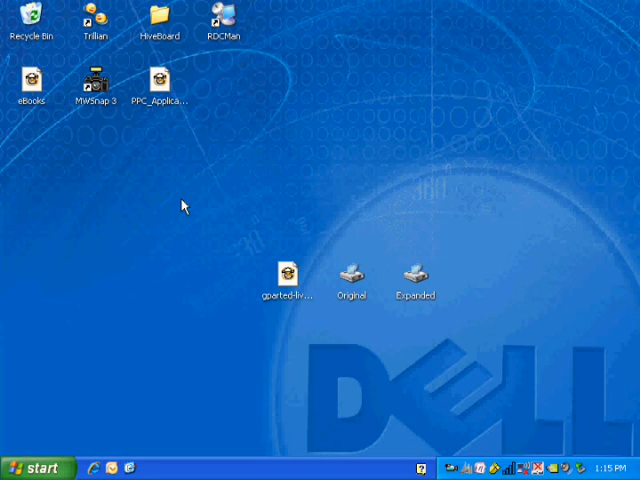 Recycle Bin
Trillian
HiveBoard
RDCMan
eBooks
MWSnap 3
PPC_Applica...
gparted-liv...
Original
Expanded
DELL
start
1:15 PM